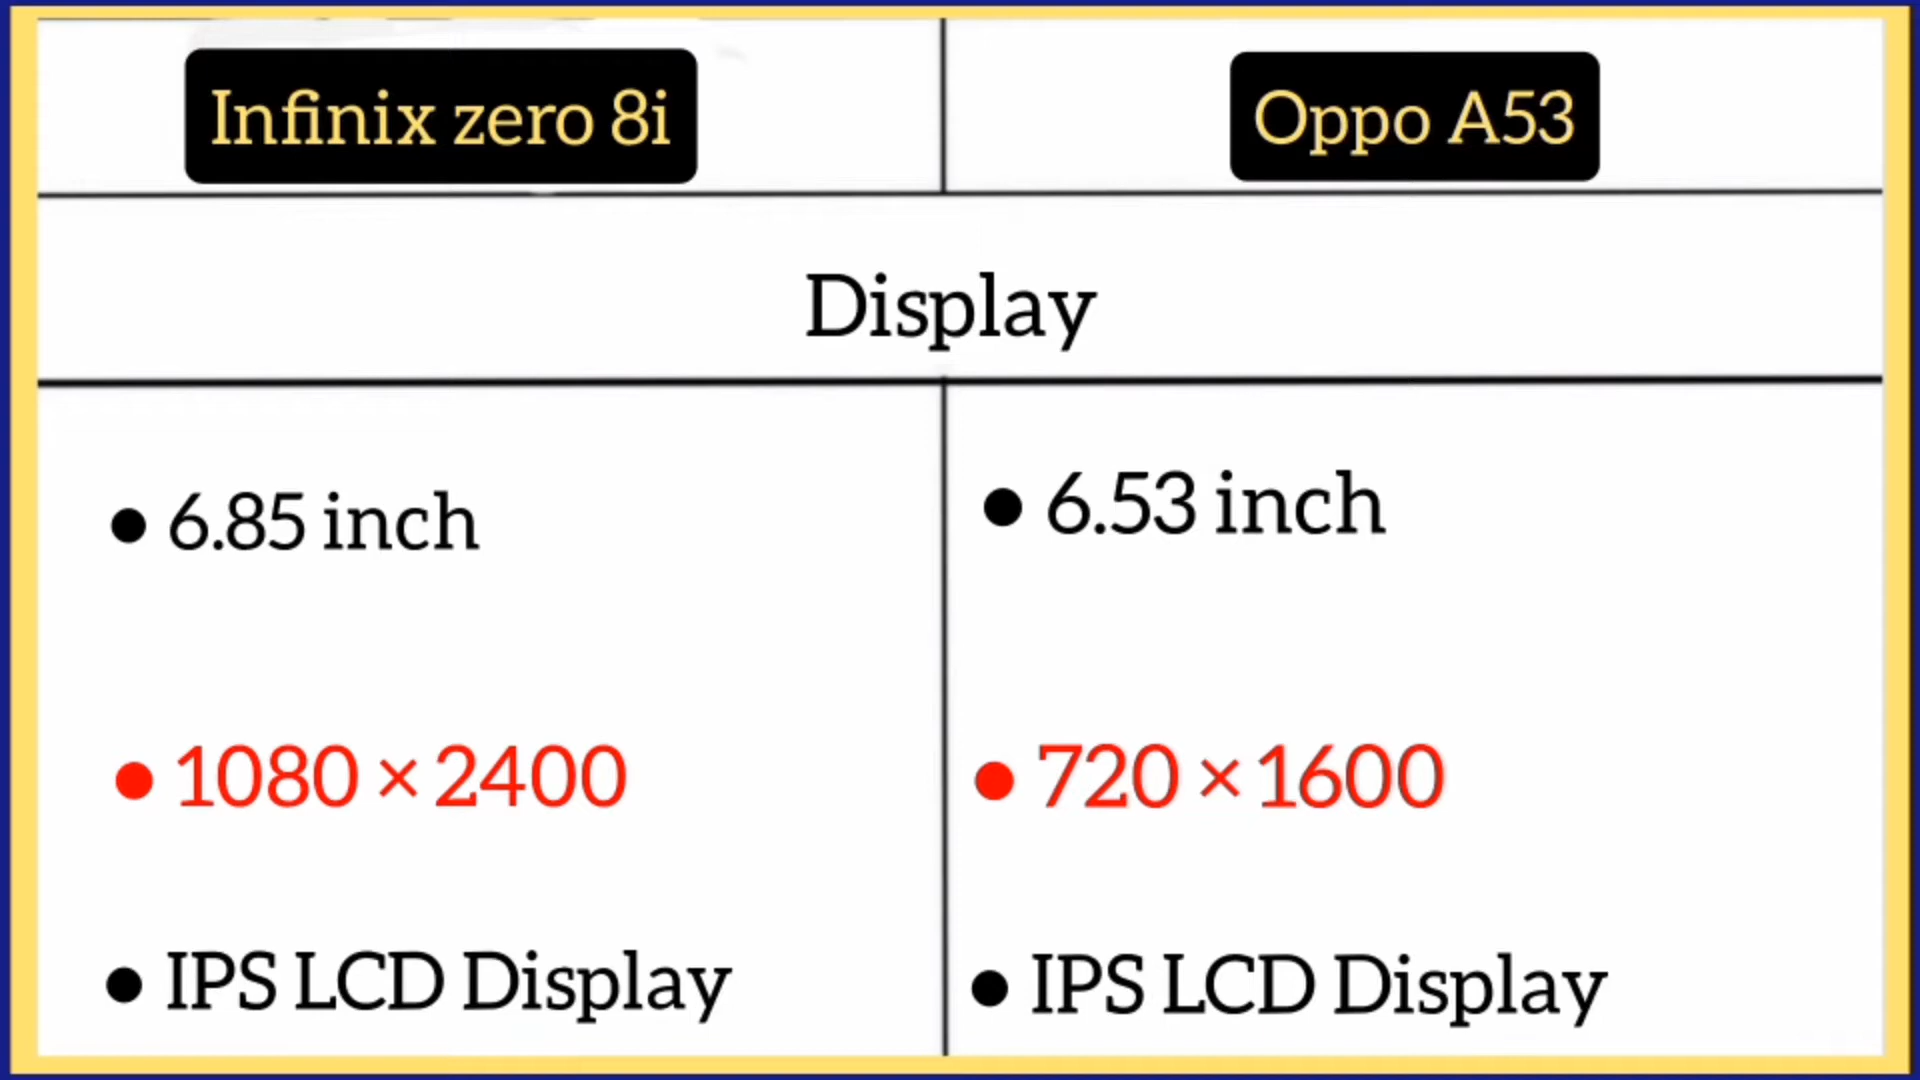 Infinix zero 8i
Oppo A53
Display
● 6.85 inch
● 6.53 inch
● 1080 × 2400
● 720 × 1600
● IPS LCD Display
● IPS LCD Display